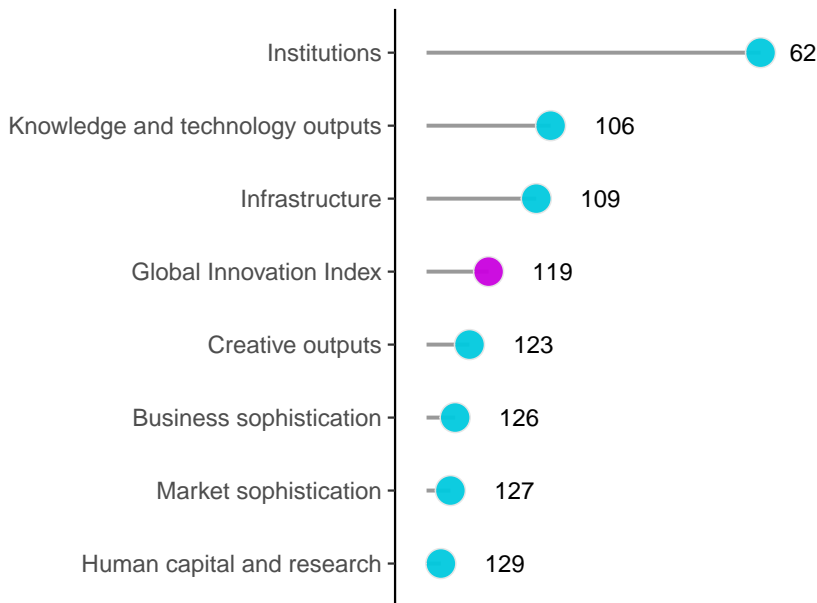 Institutions 62
Knowledge and technology outputs 106
Infrastructure 109
Global Innovation Index 119
Creative outputs 123
Business sophistication 126
Market sophistication 127
Human capital and research 129